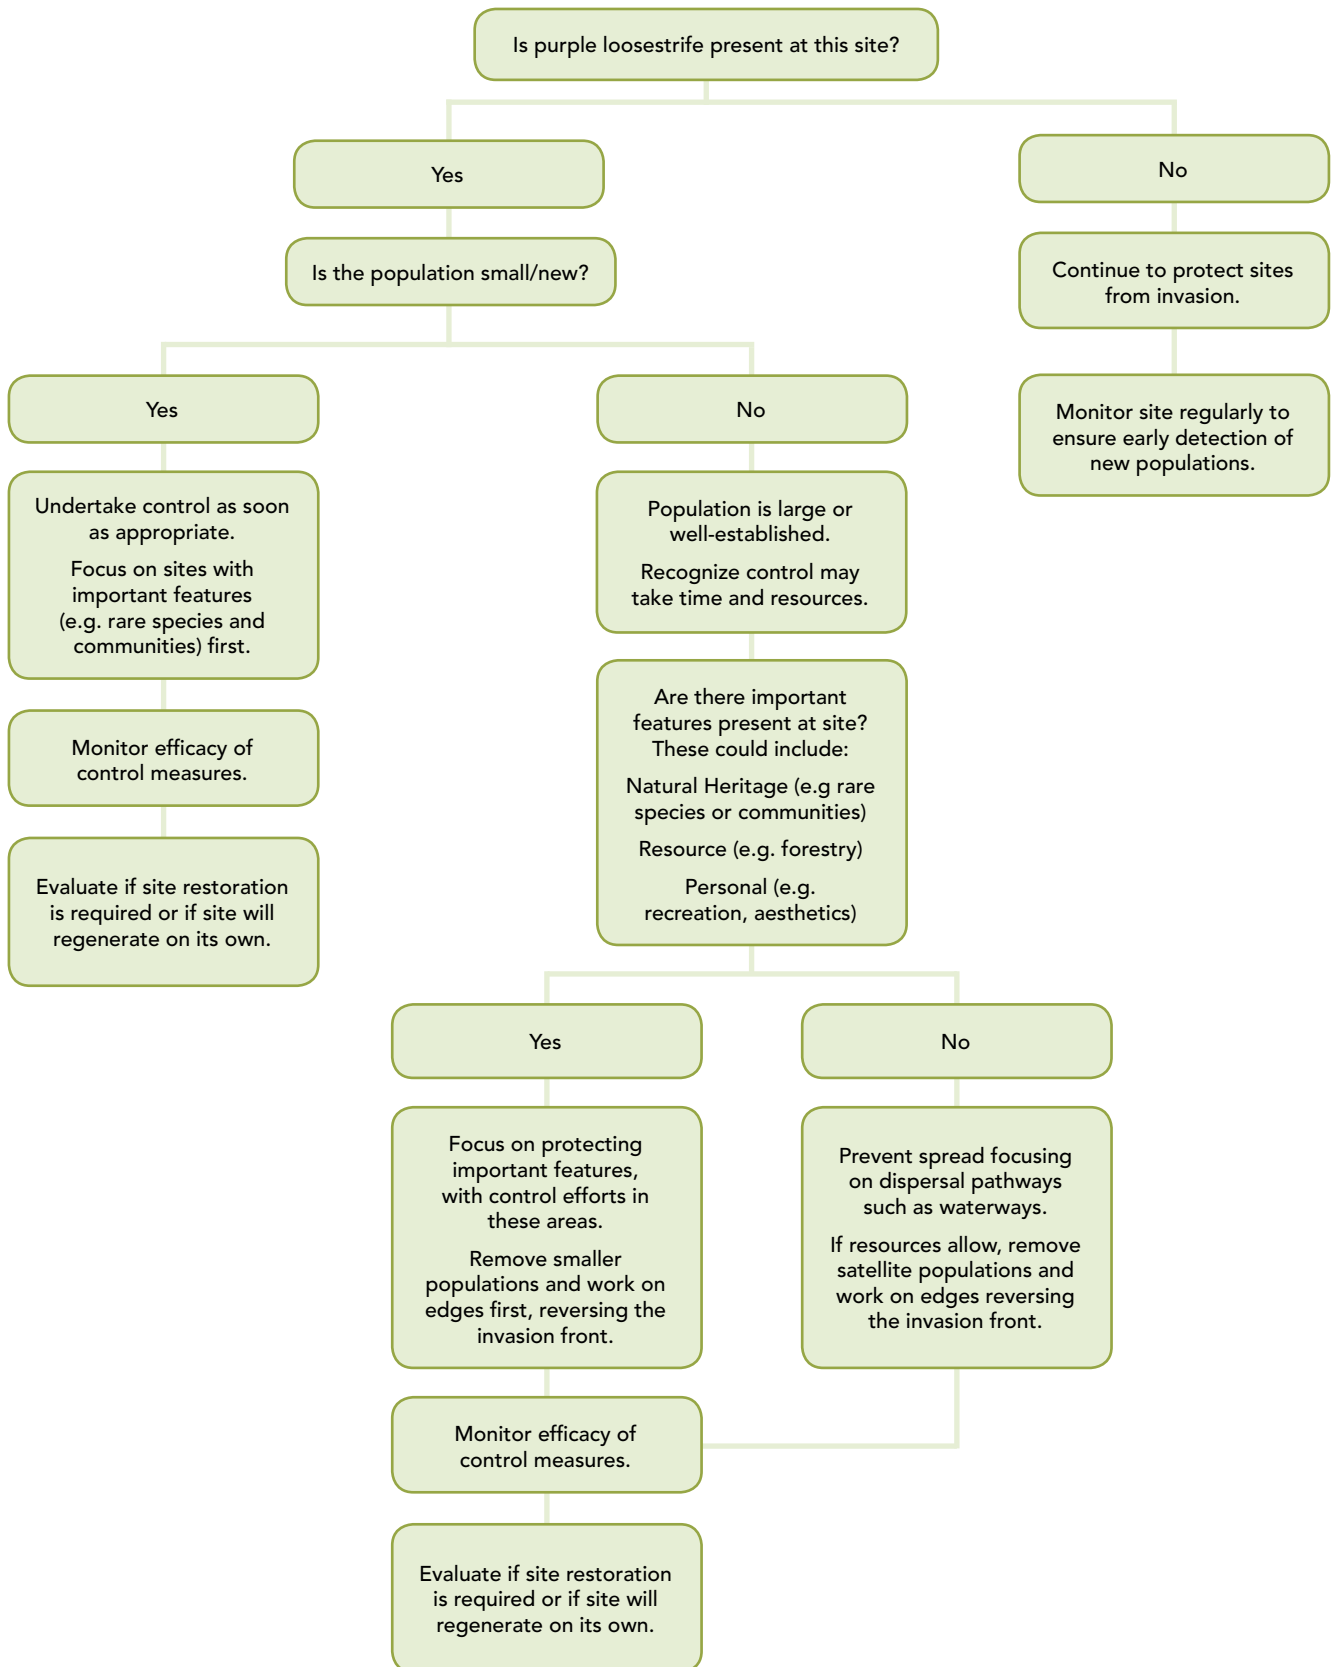 Is purple loosestrife present at this site?
Yes
No
Is the population small/new?
Continue to protect sites
from invasion.
Yes
No
Monitor site regularly to
ensure early detection of
new populations.
Undertake control as soon
as appropriate.
Focus on sites with
important features
(e.g. rare species and
communities) first.
Population is large or
well-established.
Recognize control may
take time and resources.
Monitor efficacy of
control measures.
Are there important
features present at site?
These could include:
Natural Heritage (e.g rare
species or communities)
Resource (e.g. forestry)
Personal (e.g.
recreation, aesthetics)
Evaluate if site restoration
is required or if site will
regenerate on its own.
Yes
No
Focus on protecting
important features,
with control efforts in
these areas.
Remove smaller
populations and work on
edges first, reversing the
invasion front.
Prevent spread focusing
on dispersal pathways
such as waterways.
If resources allow, remove
satellite populations and
work on edges reversing
the invasion front.
Monitor efficacy of
control measures.
Evaluate if site restoration
is required or if site will
regenerate on its own.